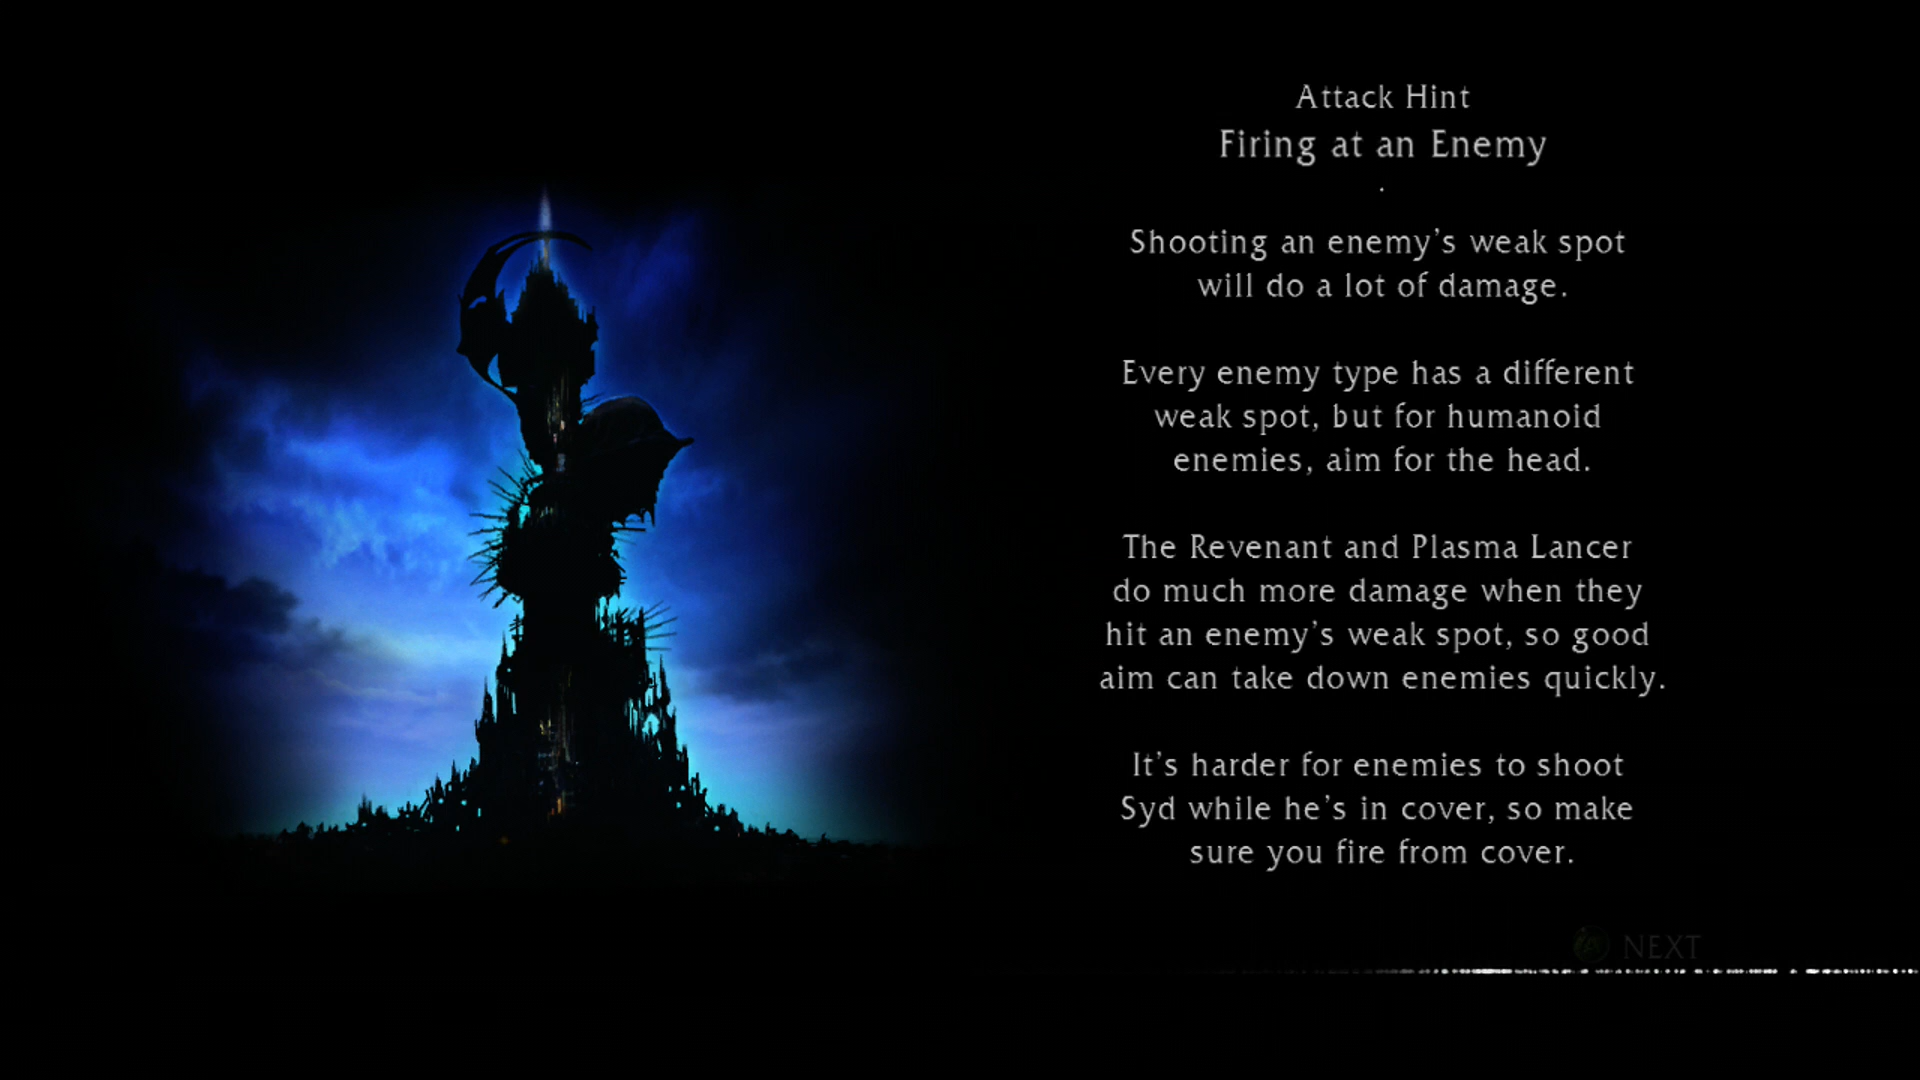 Attack Hint
Firing at an Enemy
Shooting an enemy’s weak spot
will do a lot of damage.
Every enemy type has a different
weak spot, but for humanoid
enemies, aim for the head.
The Revenant and Plasma Lancer
do much more damage when they
hit an enemy’s weak spot, so good
aim can take down enemies quickly.
It’s harder for enemies to shoot
Syd while he’s in cover, so make
sure you fire from cover.
NEXT